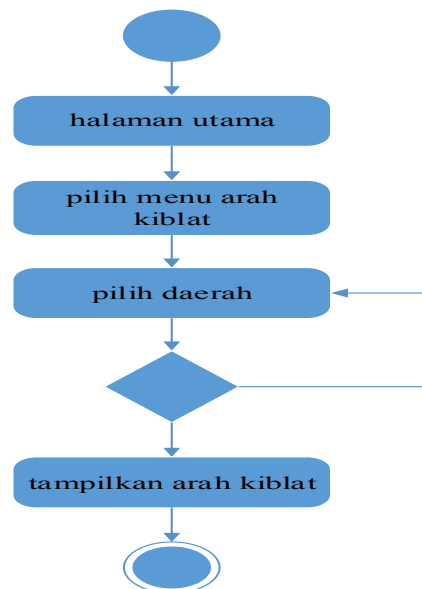 halaman utama
pilih menu arah
kiblat
pilih daerah
tampilkan arah kiblat